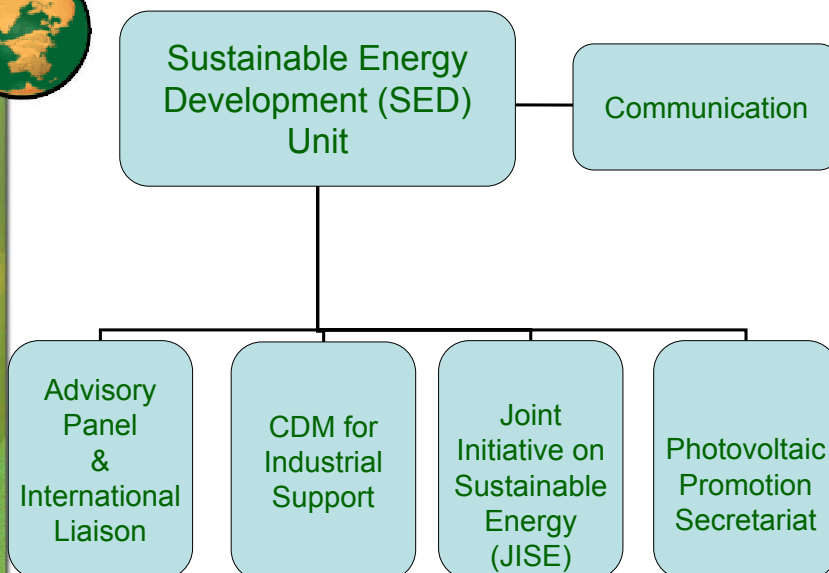 Sustainable Energy
Development (SED)
Unit
Communication
Advisory
Panel
&
International
Liaison
CDM for
Industrial
Support
Joint
Initiative on
Sustainable
Energy
(JISE)
Photovoltaic
Promotion
Secretariat